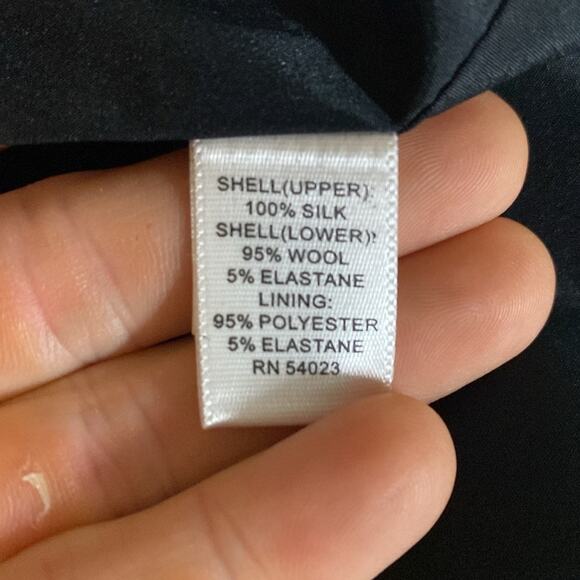 SHELL(UPPER):
100% SILK
SHELL(LOWER):
95% WOOL
5% ELASTANE
LINING:
95% POLYESTER
5% ELASTANE
RN 54023